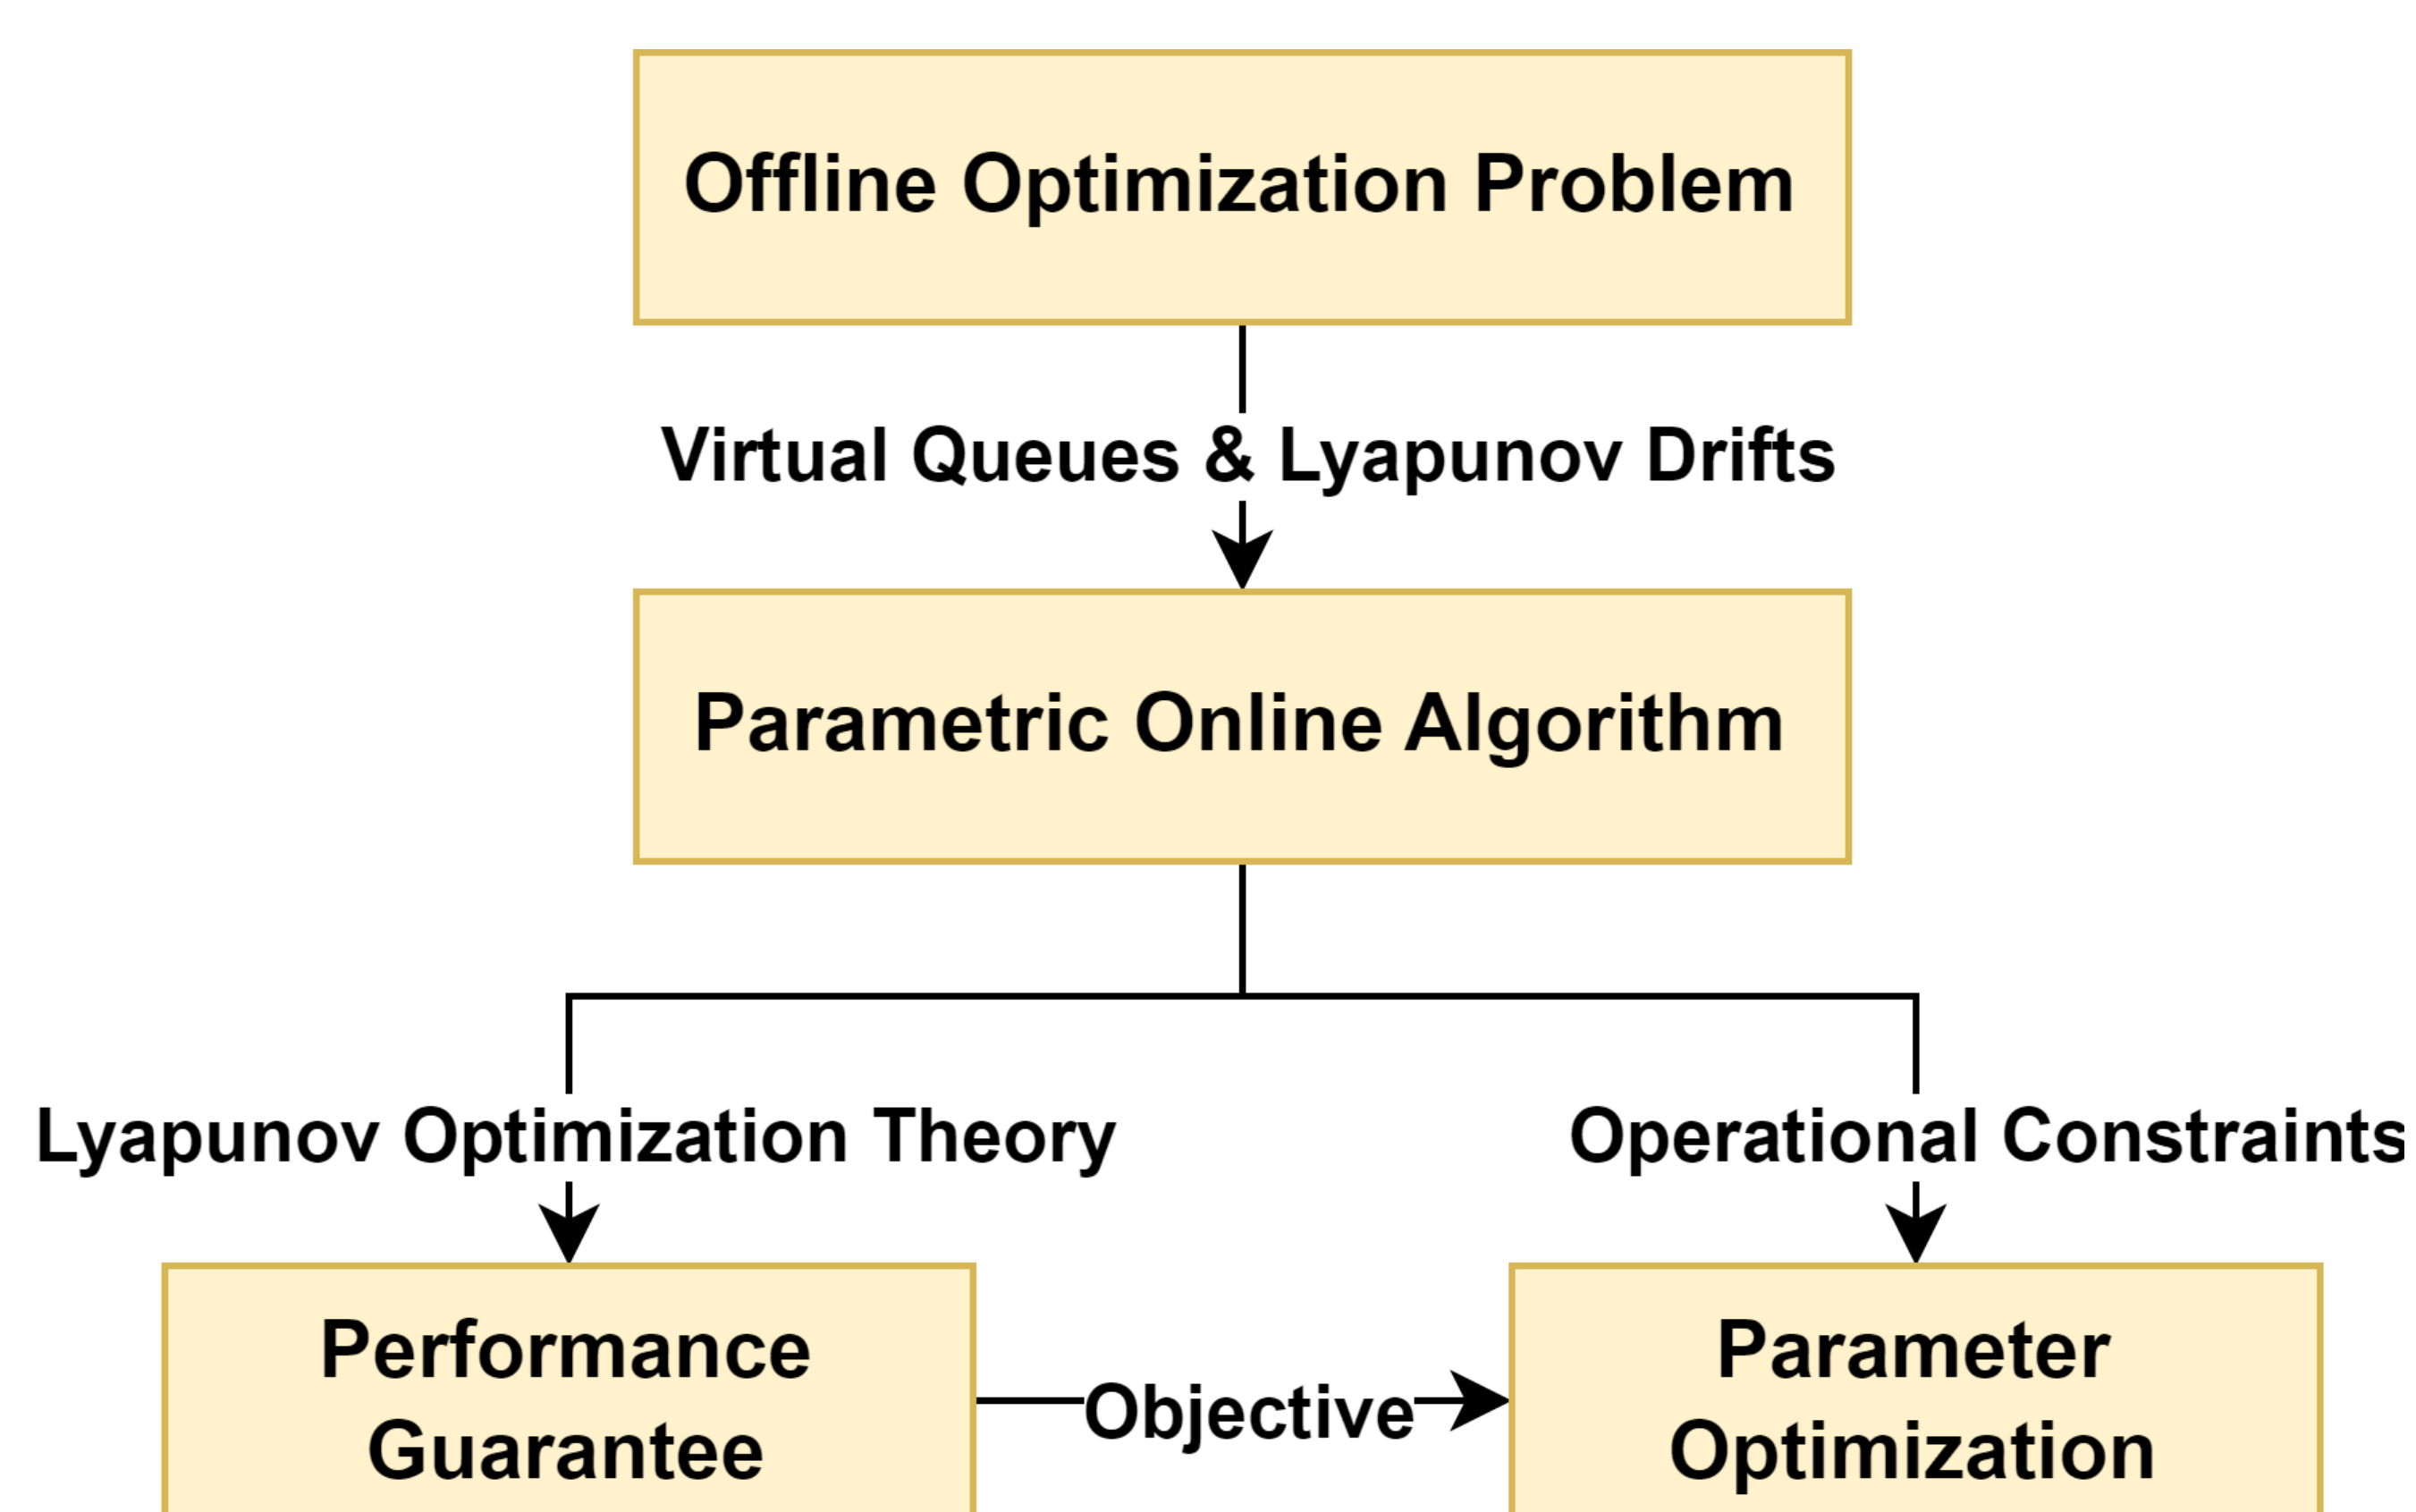 Offline Optimization Problem
Virtual Queues & Lyapunov Drifts
Parametric Online Algorithm
Lyapunov Optimization Theory
Operational Constraints
Performance
Guarantee
Objective
Parameter
Optimization